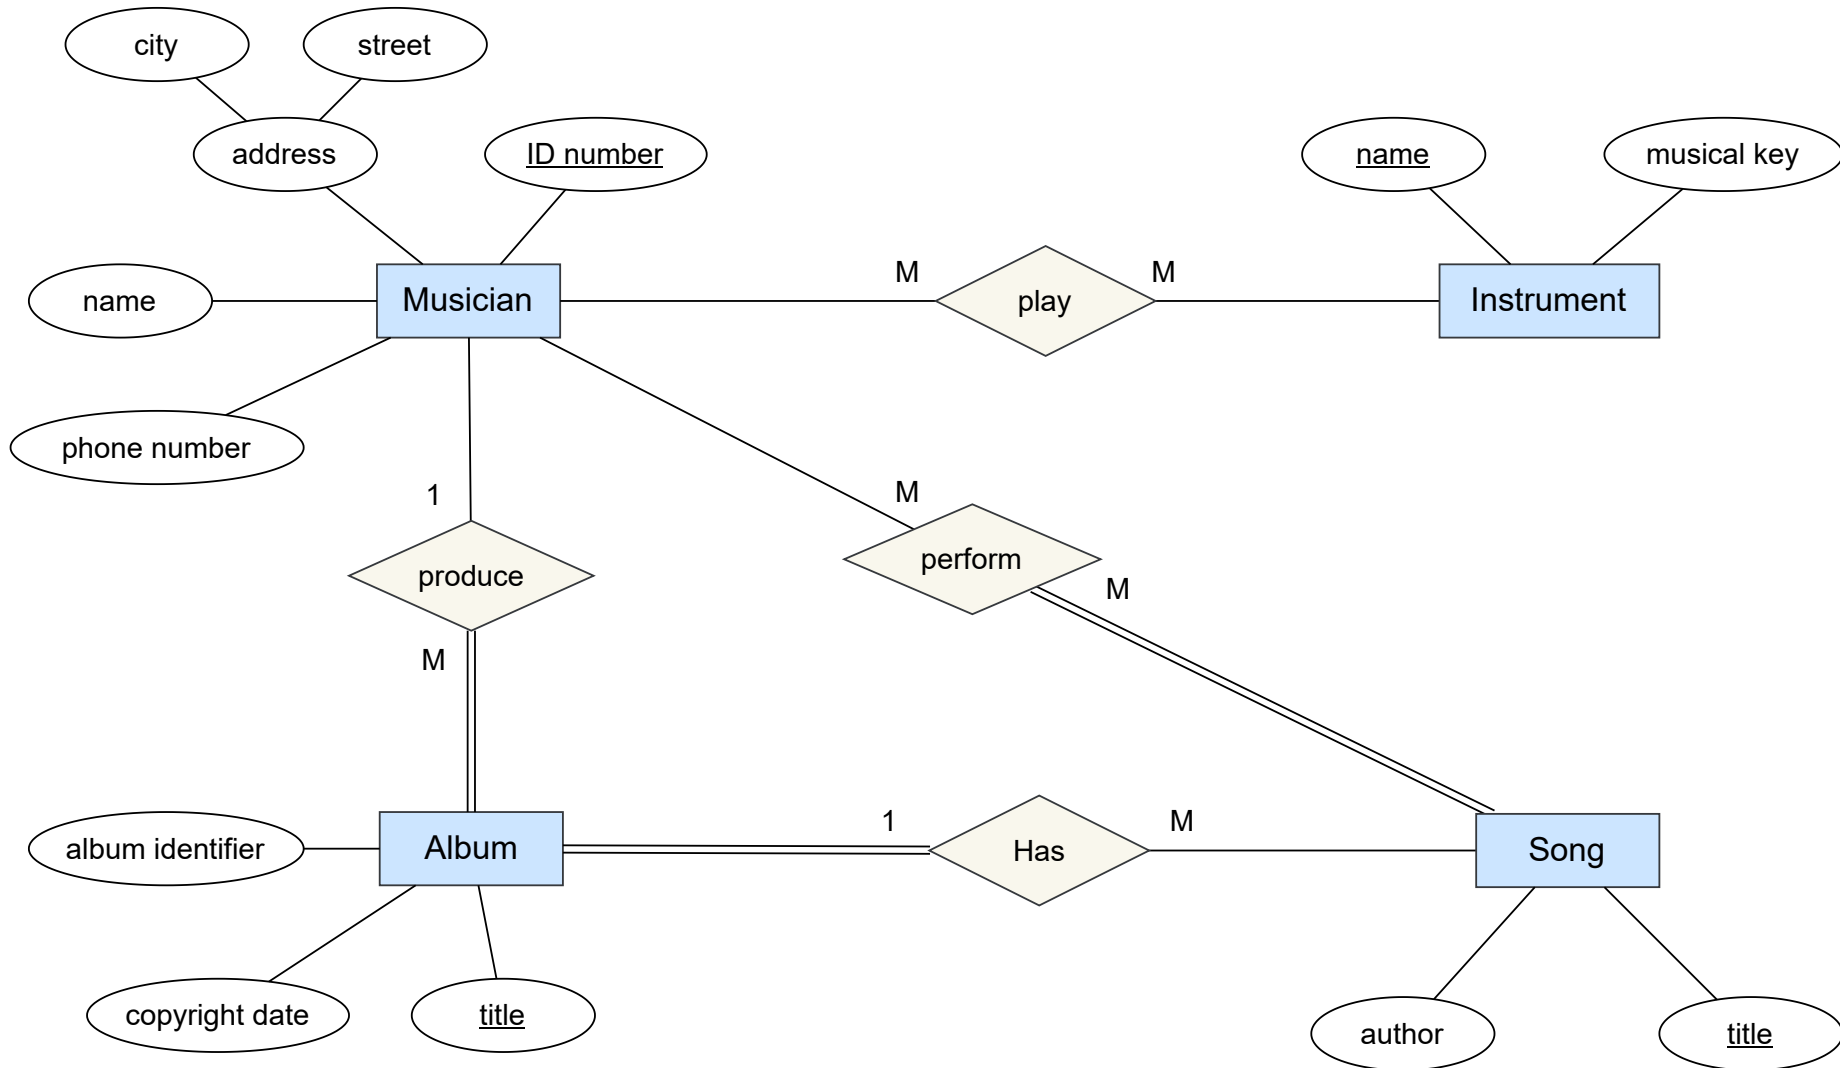 city
street
address
ID number
name
musical key
name
Musician
M
play
M
Instrument
phone number
1
M
produce
perform
M
M
album identifier
Album
1
Has
M
Song
copyright date
title
author
title